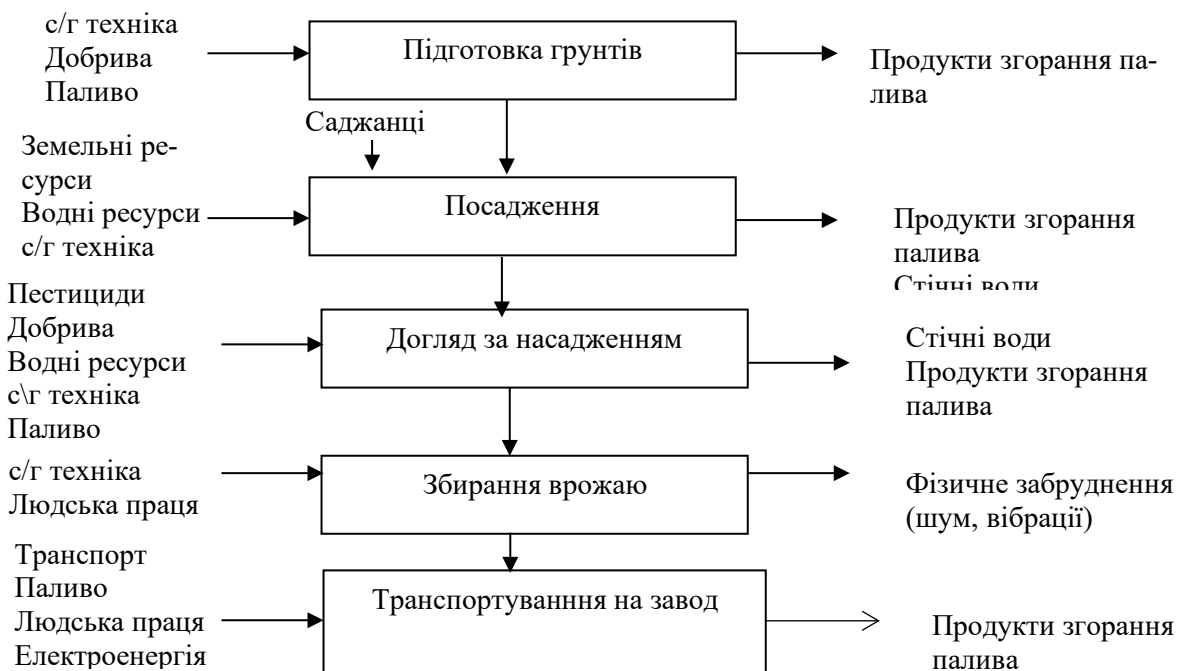 с/г техніка
Добрива
Паливо
Підготовка грунтів
Продукти згорання па-
лива
Саджанці
Земельні ре-
сурси
Водні ресурси
с/г техніка
Посадження
Продукти згорання
палива
Стічні води
Пестициди
Добрива
Водні ресурси
с\г техніка
Паливо
Догляд за насадженням
Стічні води
Продукти згорання
палива
с/г техніка
Людська праця
Збирання врожаю
Фізичне забруднення
(шум, вібрації)
Транспорт
Паливо
Людська праця
Електроенергія
Транспортуванння на завод
Продукти згорання
палива